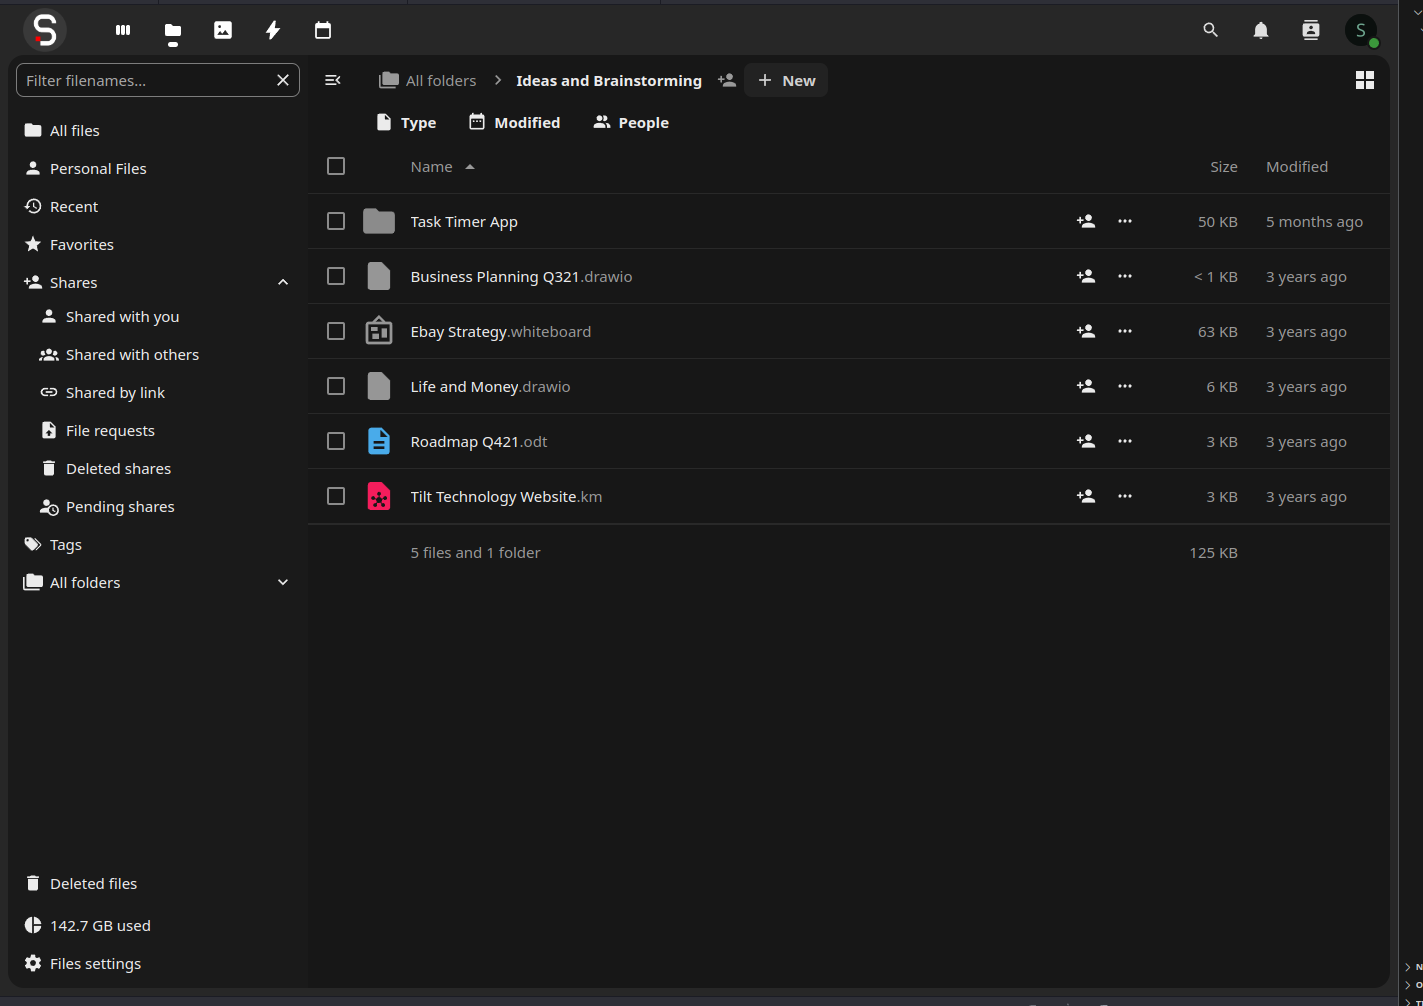 S
S
Filter filenames...
All folders
Ideas and Brainstorming
New
Type
Modified
People
All files
Personal Files
Recent
Favorites
Shares
Shared with you
Shared with others
Shared by link
File requests
Deleted shares
Pending shares
Tags
All folders
Deleted files
142.7 GB used
Files settings
Name Size Modified
Task Timer App 50 KB 5 months ago
Business Planning Q321.drawio < 1 KB 3 years ago
Ebay Strategy.whiteboard 63 KB 3 years ago
Life and Money.drawio 6 KB 3 years ago
Roadmap Q421.odt 3 KB 3 years ago
Tilt Technology Website.km 3 KB 3 years ago
5 files and 1 folder 125 KB